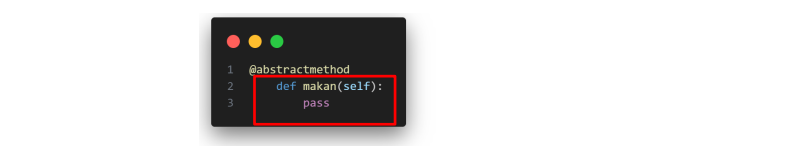 1 @abstractmethod
2     def makan(self):
3         pass